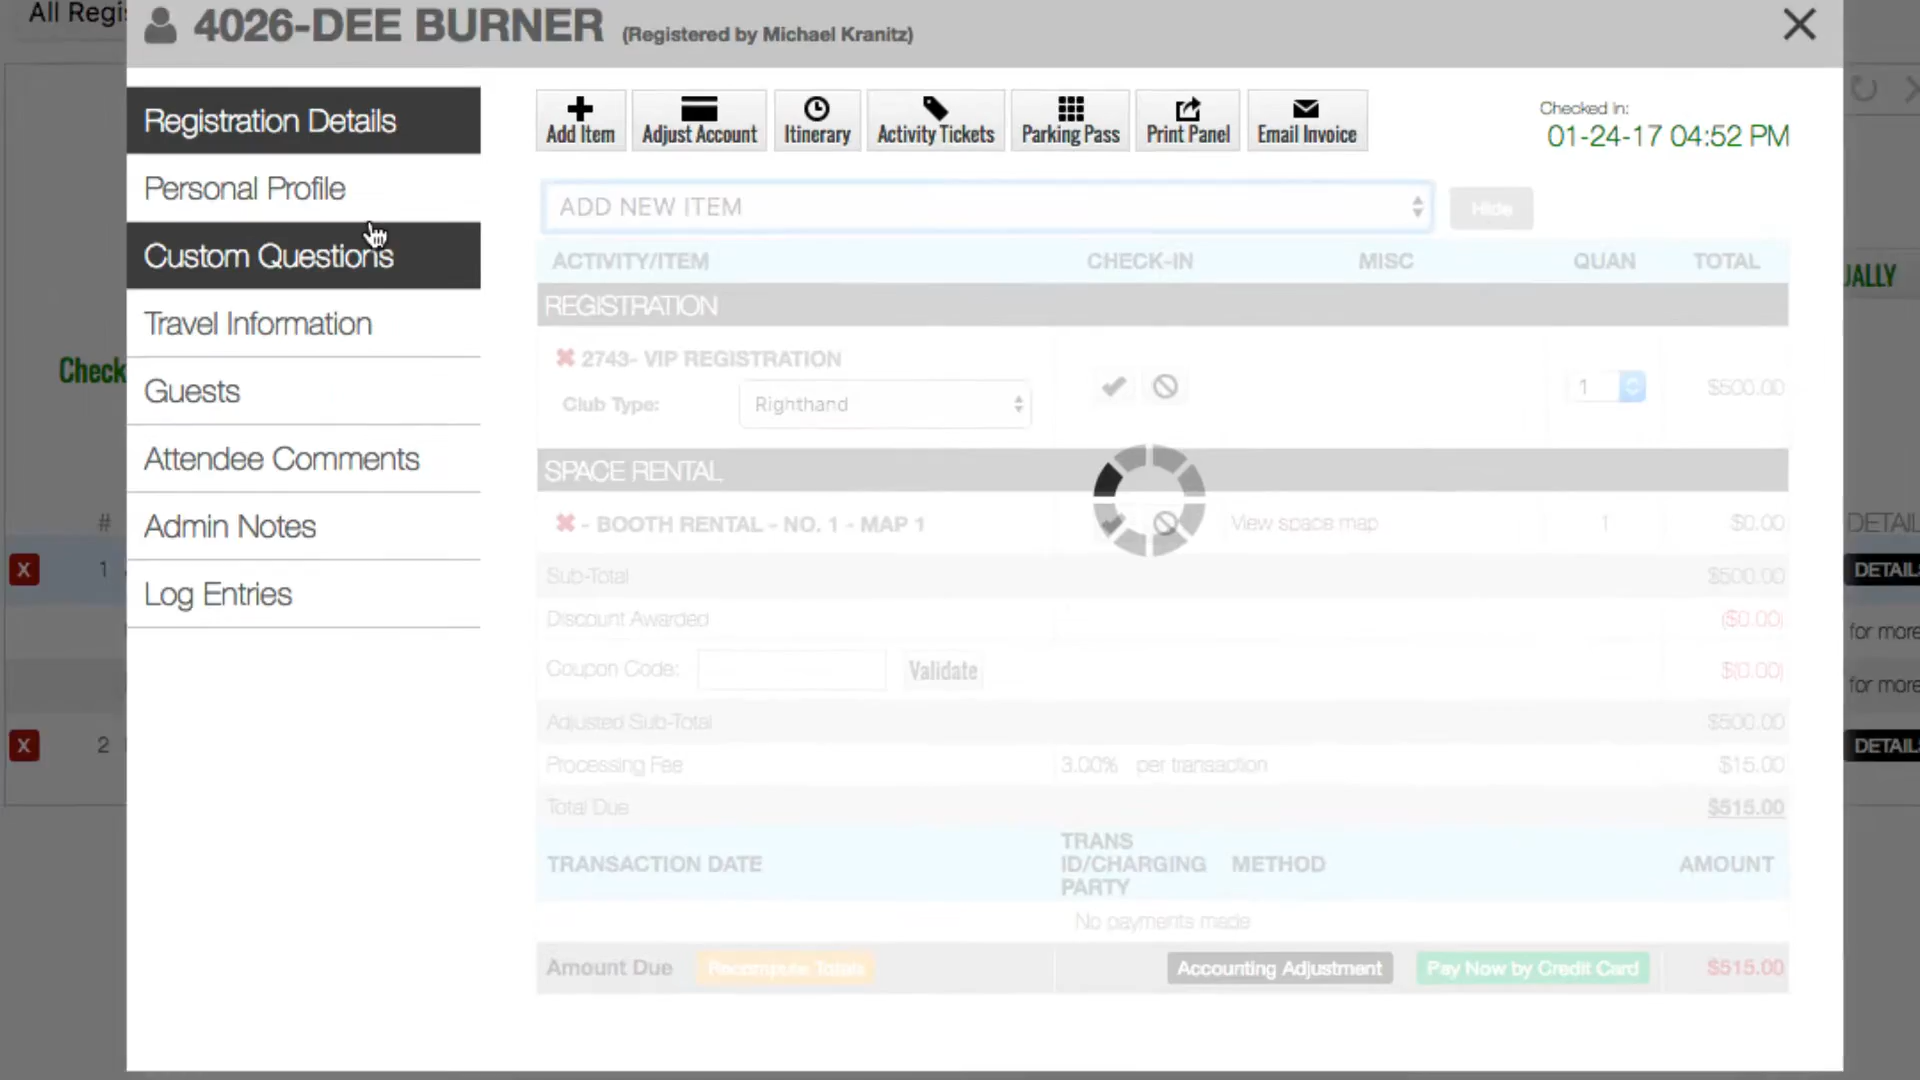 All Regi
4026-DEE BURNER (Registered by Michael Kranitz)
Registration Details
Personal Profile
Custom Questions
Travel Information
Guests
Attendee Comments
Admin Notes
Log Entries
Add Item
Adjust Account
Itinerary
Activity Tickets
Parking Pass
Print Panel
Email Invoice
Checked In:
01-24-17 04:52 PM
ADD NEW ITEM
Hide
ACTIVITY/ITEM CHECK-IN MISC QUAN TOTAL
REGISTRATION
2743- VIP REGISTRATION
Club Type: Righthand
1 $500.00
SPACE RENTAL
- BOOTH RENTAL - NO. 1 - MAP 1 View space map 1 $0.00
Sub-Total $500.00
Discount Awarded ($0.00)
Coupon Code: Validate $(0.00)
Adjusted Sub-Total $500.00
Processing Fee 3.00% per transaction $15.00
Total Due $515.00
TRANSACTION DATE TRANS ID/CHARGING PARTY METHOD AMOUNT
No payments made
Amount Due Recompute Totals Accounting Adjustment Pay Now by Credit Card $515.00
Check
#
X 1
X 2
UALLY
DETAIL
DETAILS
for more
for more
DETAILS